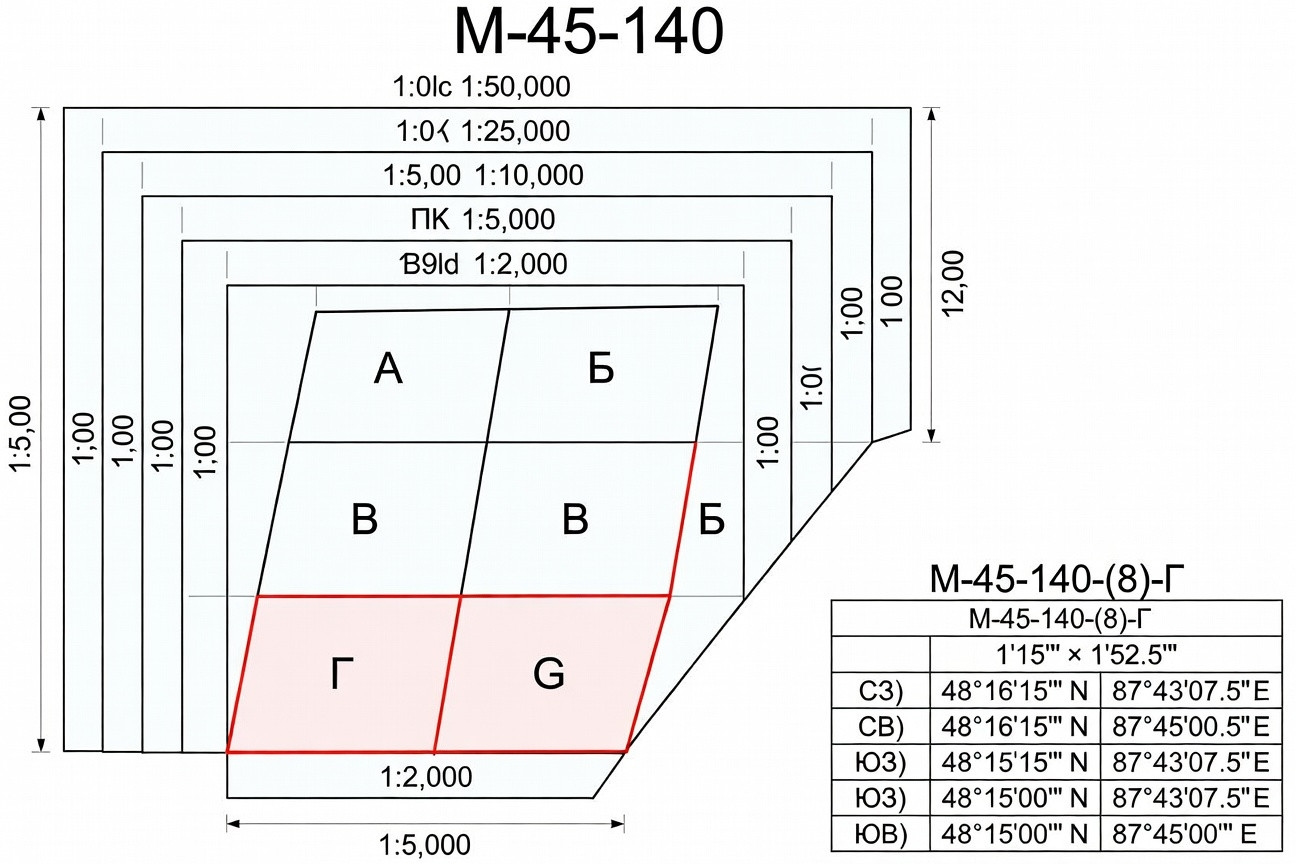 М-45-140
1:0lc 1:50,000
1:25,000
1:5,00 1:10,000
ПК 1:5,000
B9ld 1:2,000
12,00
1 00
1;00
1:00
1:5,00
1;00
1,00
1:00
1;00
А
Б
В
В
Б
Г
G
1:2,000
1:5,000
М-45-140-(8)-Г
М-45-140-(8)-Г
1'15"' × 1'52.5"'
СЗ) 48°16'15"' N 87°43'07.5"E
СВ) 48°16'15"' N 87°45'00.5"E
ЮЗ) 48°15'15"' N 87°43'07.5"E
ЮЗ) 48°15'00"' N 87°43'07.5"E
ЮВ) 48°15'00"' N 87°45'00"' E